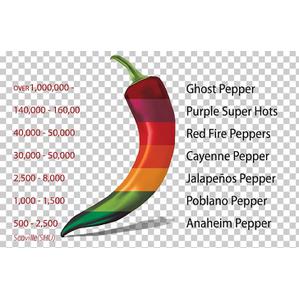 OVER 1,000,000 - Ghost Pepper
140,000 - 160,00 Purple Super Hots
40,000 - 50,000 Red Fire Peppers
30,000 - 50,000 Cayenne Pepper
2,500 - 8,000 Jalapeños Pepper
1,000 - 1,500 Poblano Pepper
500 - 2,500 Anaheim Pepper
Scoville(SHU)